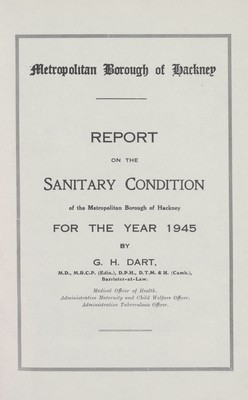 Metropolitan Borough of Hackney
REPORT
ON THE
SANITARY CONDITION
of the Metropolitan Borough of Hackney
FOR THE YEAR 1945
BY
G. H. DART,
M.D., M.R.C.P. (Edin.), D.P.H., D.T.M. & H. (Camb.),
Barrister-at-Law.
Medical Officer of Health.
Administrative Maternity and Child Welfare Officer.
Administrative Tuberculosis Officer.